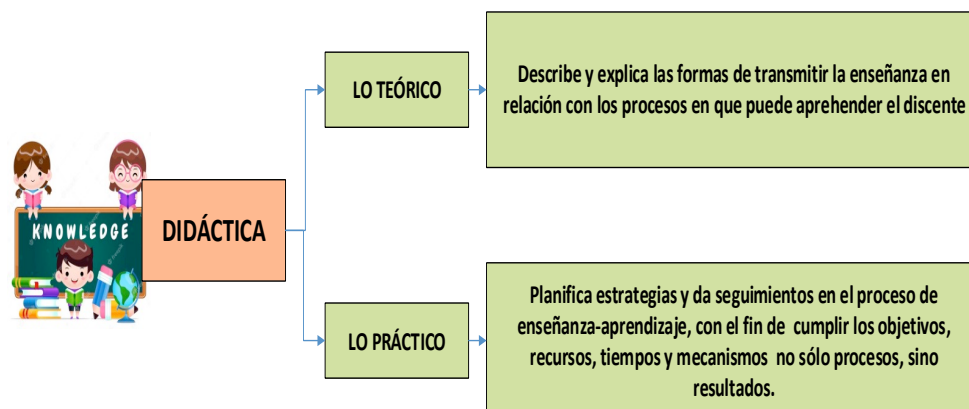 KNOWLEDGE
DIDÁCTICA
LO TEÓRICO
Describe y explica las formas de transmitir la enseñanza en
relación con los procesos en que puede aprehender el discente
LO PRÁCTICO
Planifica estrategias y da seguimientos en el proceso de
enseñanza-aprendizaje, con el fin de cumplir los objetivos,
recursos, tiempos y mecanismos no sólo procesos, sino
resultados.